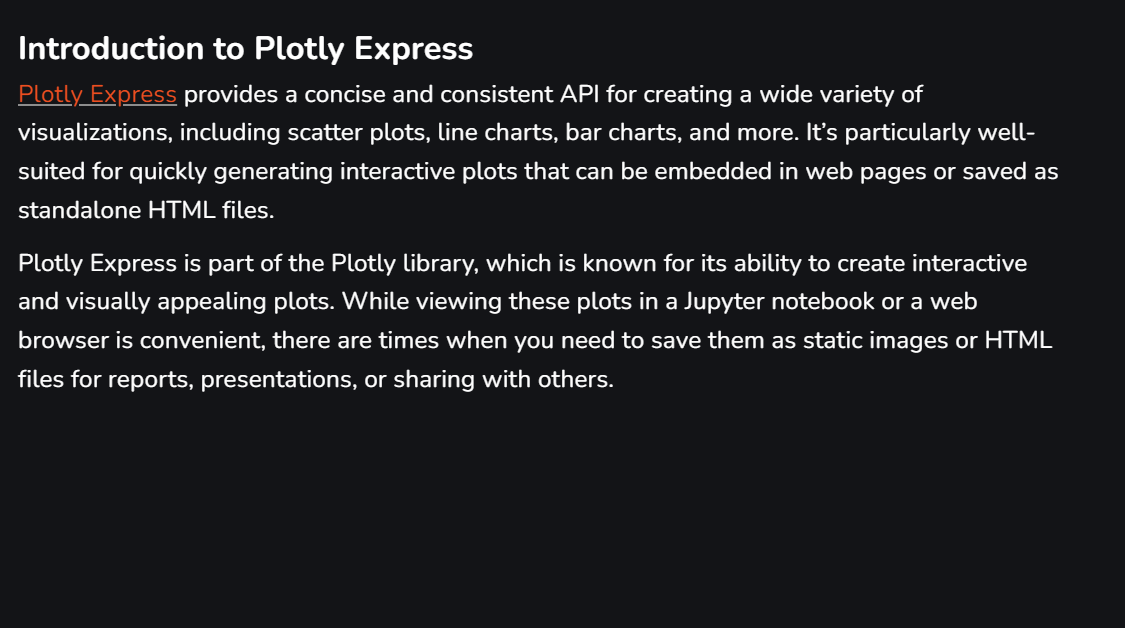 Introduction to Plotly Express
Plotly Express provides a concise and consistent API for creating a wide variety of
visualizations, including scatter plots, line charts, bar charts, and more. It’s particularly well-
suited for quickly generating interactive plots that can be embedded in web pages or saved as
standalone HTML files.
Plotly Express is part of the Plotly library, which is known for its ability to create interactive
and visually appealing plots. While viewing these plots in a Jupyter notebook or a web
browser is convenient, there are times when you need to save them as static images or HTML
files for reports, presentations, or sharing with others.